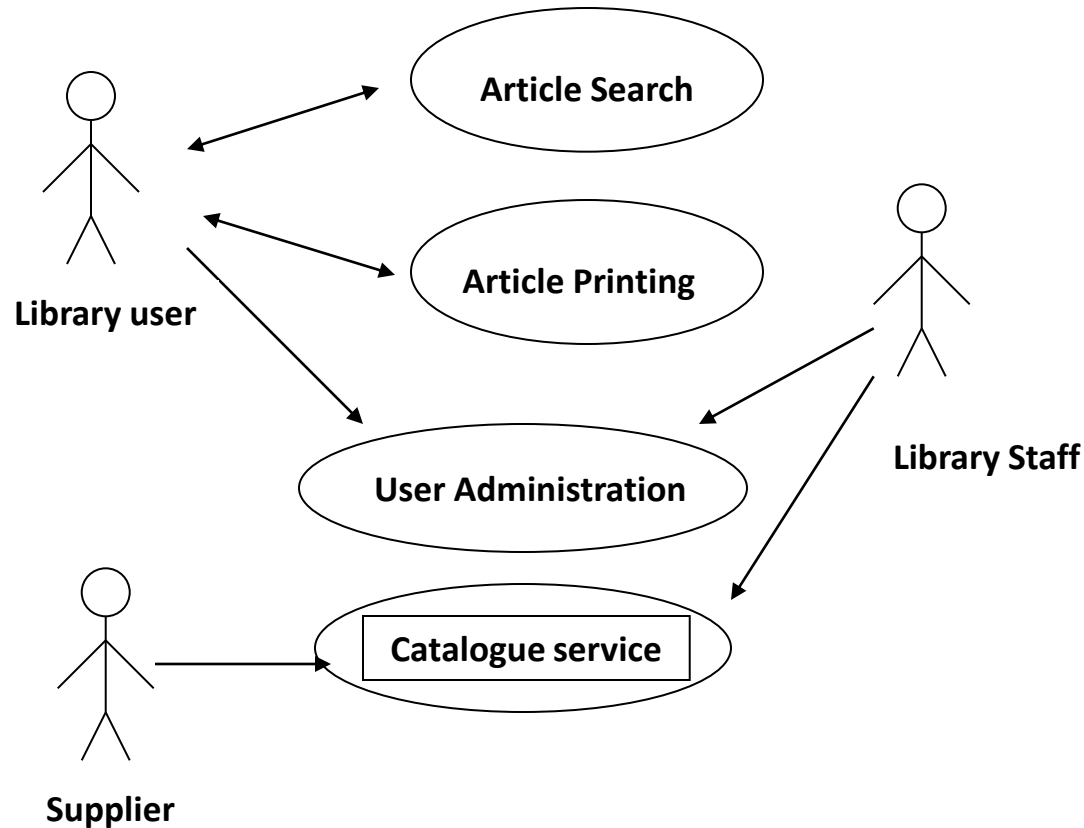 Article Search
Article Printing
Library user
Library Staff
User Administration
Catalogue service
Supplier